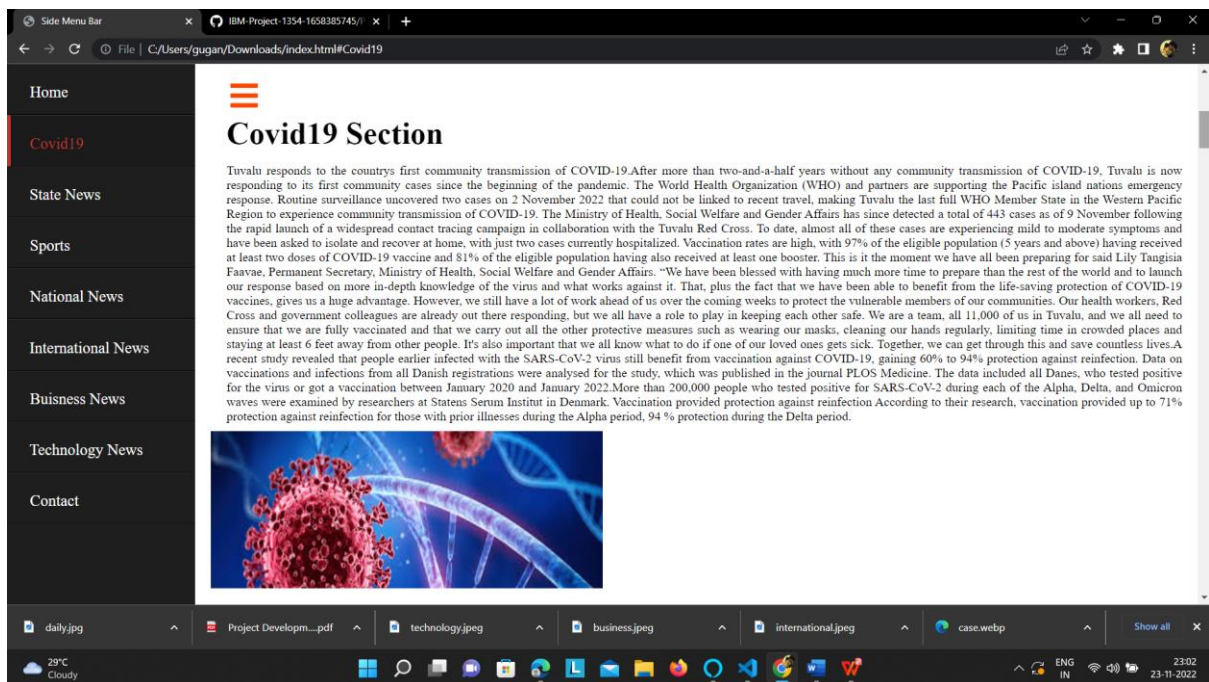 Side Menu Bar
IBM-Project-1354-1658385745/
File
C:/Users/gugan/Downloads/index.html#Covid19
Home
Covid19
State News
Sports
National News
International News
Buisness News
Technology News
Contact
Covid19 Section
Tuvalu responds to the countrys first community transmission of COVID-19.After more than two-and-a-half years without any community transmission of COVID-19, Tuvalu is now
responding to its first community cases since the beginning of the pandemic. The World Health Organization (WHO) and partners are supporting the Pacific island nations emergency
response. Routine surveillance uncovered two cases on 2 November 2022 that could not be linked to recent travel, making Tuvalu the last full WHO Member State in the Western Pacific
Region to experience community transmission of COVID-19. The Ministry of Health, Social Welfare and Gender Affairs has since detected a total of 443 cases as of 9 November following
the rapid launch of a widespread contact tracing campaign in collaboration with the Tuvalu Red Cross. To date, almost all of these cases are experiencing mild to moderate symptoms and
have been asked to isolate and recover at home, with just two cases currently hospitalized. Vaccination rates are high, with 97% of the eligible population (5 years and above) having received
at least two doses of COVID-19 vaccine and 81% of the eligible population having also received at least one booster. This is it the moment we have all been preparing for said Lily Tangisia
Faavae, Permanent Secretary, Ministry of Health, Social Welfare and Gender Affairs. “We have been blessed with having much more time to prepare than the rest of the world and to launch
our response based on more in-depth knowledge of the virus and what works against it. That, plus the fact that we have been able to benefit from the life-saving protection of COVID-19
vaccines, gives us a huge advantage. However, we still have a lot of work ahead of us over the coming weeks to protect the vulnerable members of our communities. Our health workers, Red
Cross and government colleagues are already out there responding, but we all have a role to play in keeping each other safe. We are a team, all 11,000 of us in Tuvalu, and we all need to
ensure that we are fully vaccinated and that we carry out all the other protective measures such as wearing our masks, cleaning our hands regularly, limiting time in crowded places and
staying at least 6 feet away from other people. It's also important that we all know what to do if one of our loved ones gets sick. Together, we can get through this and save countless lives.A
recent study revealed that people earlier infected with the SARS-CoV-2 virus still benefit from vaccination against COVID-19, gaining 60% to 94% protection against reinfection. Data on
vaccinations and infections from all Danish registrations were analysed for the study, which was published in the journal PLOS Medicine. The data included all Danes, who tested positive
for the virus or got a vaccination between January 2020 and January 2022.More than 200,000 people who tested positive for SARS-CoV-2 during each of the Alpha, Delta, and Omicron
waves were examined by researchers at Statens Serum Institut in Denmark. Vaccination provided protection against reinfection According to their research, vaccination provided up to 71%
protection against reinfection for those with prior illnesses during the Alpha period, 94 % protection during the Delta period.
daily.jpg
Project Developm....pdf
technology.jpeg
business.jpeg
international.jpeg
case.webp
Show all
29°C
Cloudy
ENG
IN
23:02
23-11-2022